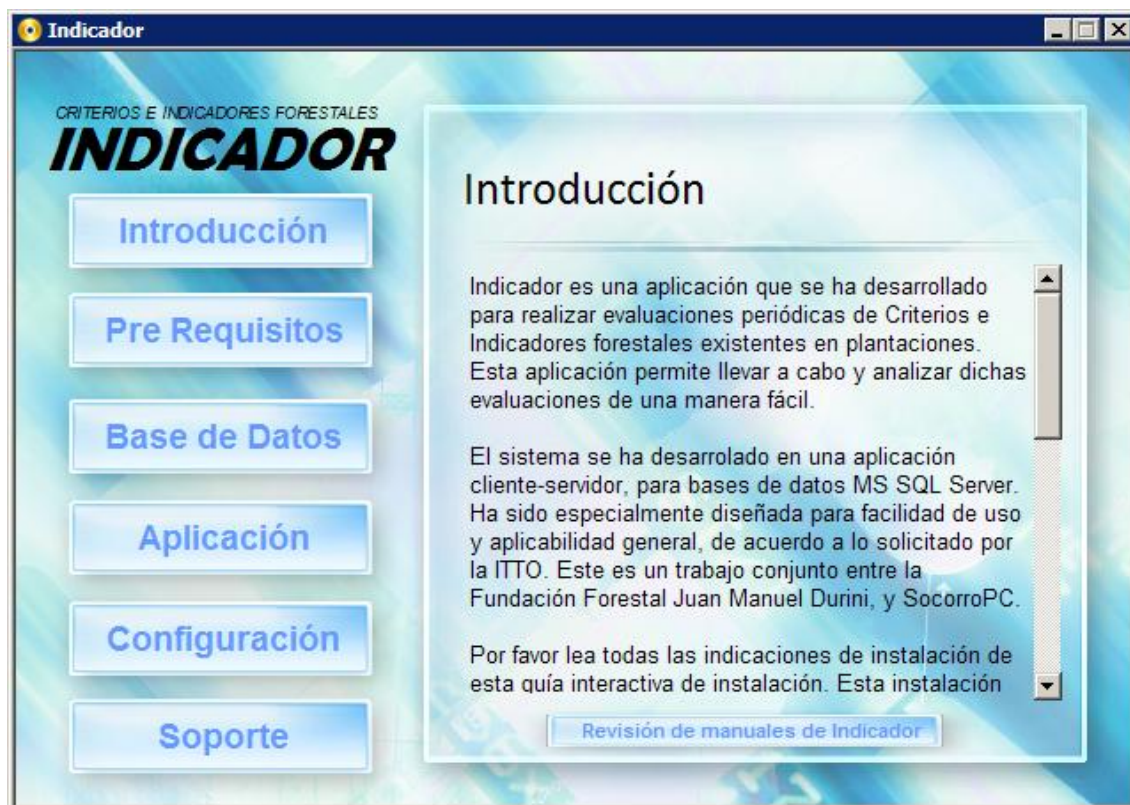 Indicador
CRITERIOS E INDICADORES FORESTALES
INDICADOR
Introducción
Pre Requisitos
Base de Datos
Aplicación
Configuración
Soporte
Introducción
Indicador es una aplicación que se ha desarrollado
para realizar evaluaciones periódicas de Criterios e
Indicadores forestales existentes en plantaciones.
Esta aplicación permite llevar a cabo y analizar dichas
evaluaciones de una manera fácil.
El sistema se ha desarrolado en una aplicación
cliente-servidor, para bases de datos MS SQL Server.
Ha sido especialmente diseñada para facilidad de uso
y aplicabilidad general, de acuerdo a lo solicitado por
la ITTO. Este es un trabajo conjunto entre la
Fundación Forestal Juan Manuel Durini, y SocorroPC.
Por favor lea todas las indicaciones de instalación de
esta guía interactiva de instalación. Esta instalación
Revisión de manuales de Indicador